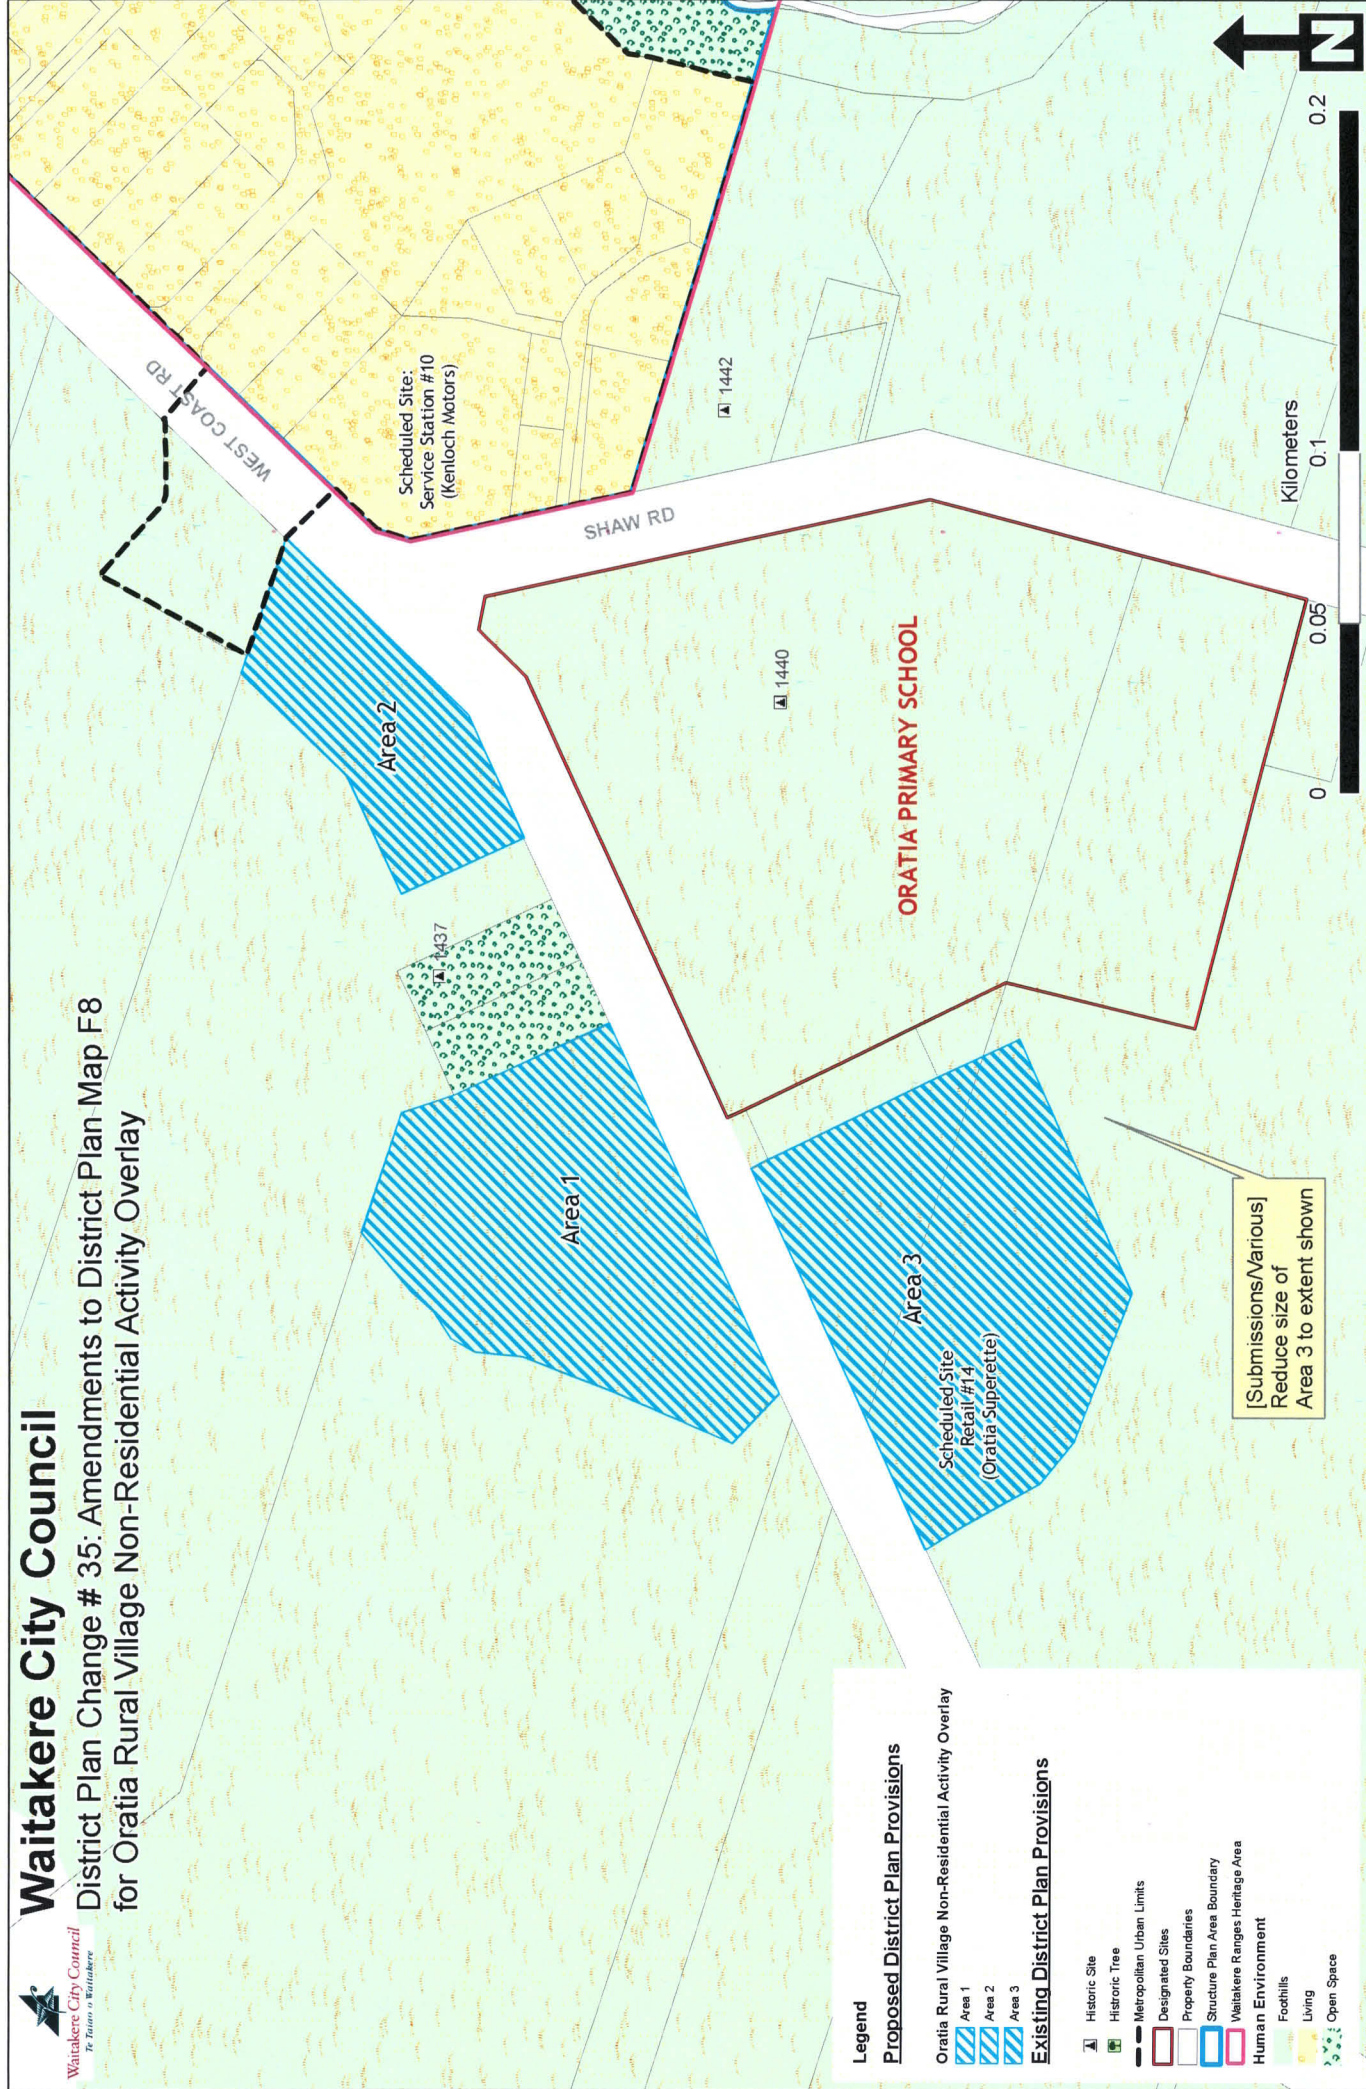 Waitakere City Council
Te Taiao o Waitakere
Waitakere City Council
District Plan Change # 35: Amendments to District Plan Map F8
for Oratia Rural Village Non-Residential Activity Overlay
WEST COAST RD
Scheduled Site:
Service Station #10
(Kenloch Motors)
SHAW RD
1442
Area 2
1437
1440
ORATIA PRIMARY SCHOOL
Area 1
Area 3
Scheduled Site
Retail #14
(Oratia Superette)
[Submissions/Various]
Reduce size of
Area 3 to extent shown
Legend
Proposed District Plan Provisions
Oratia Rural Village Non-Residential Activity Overlay
Area 1
Area 2
Area 3
Existing District Plan Provisions
Historic Site
Histroric Tree
Metropolitan Urban Limits
Designated Sites
Property Boundaries
Structure Plan Area Boundary
Waitakere Ranges Heritage Area
Human Environment
Foothills
Living
Open Space
Kilometers
0 0.05 0.1 0.2
N